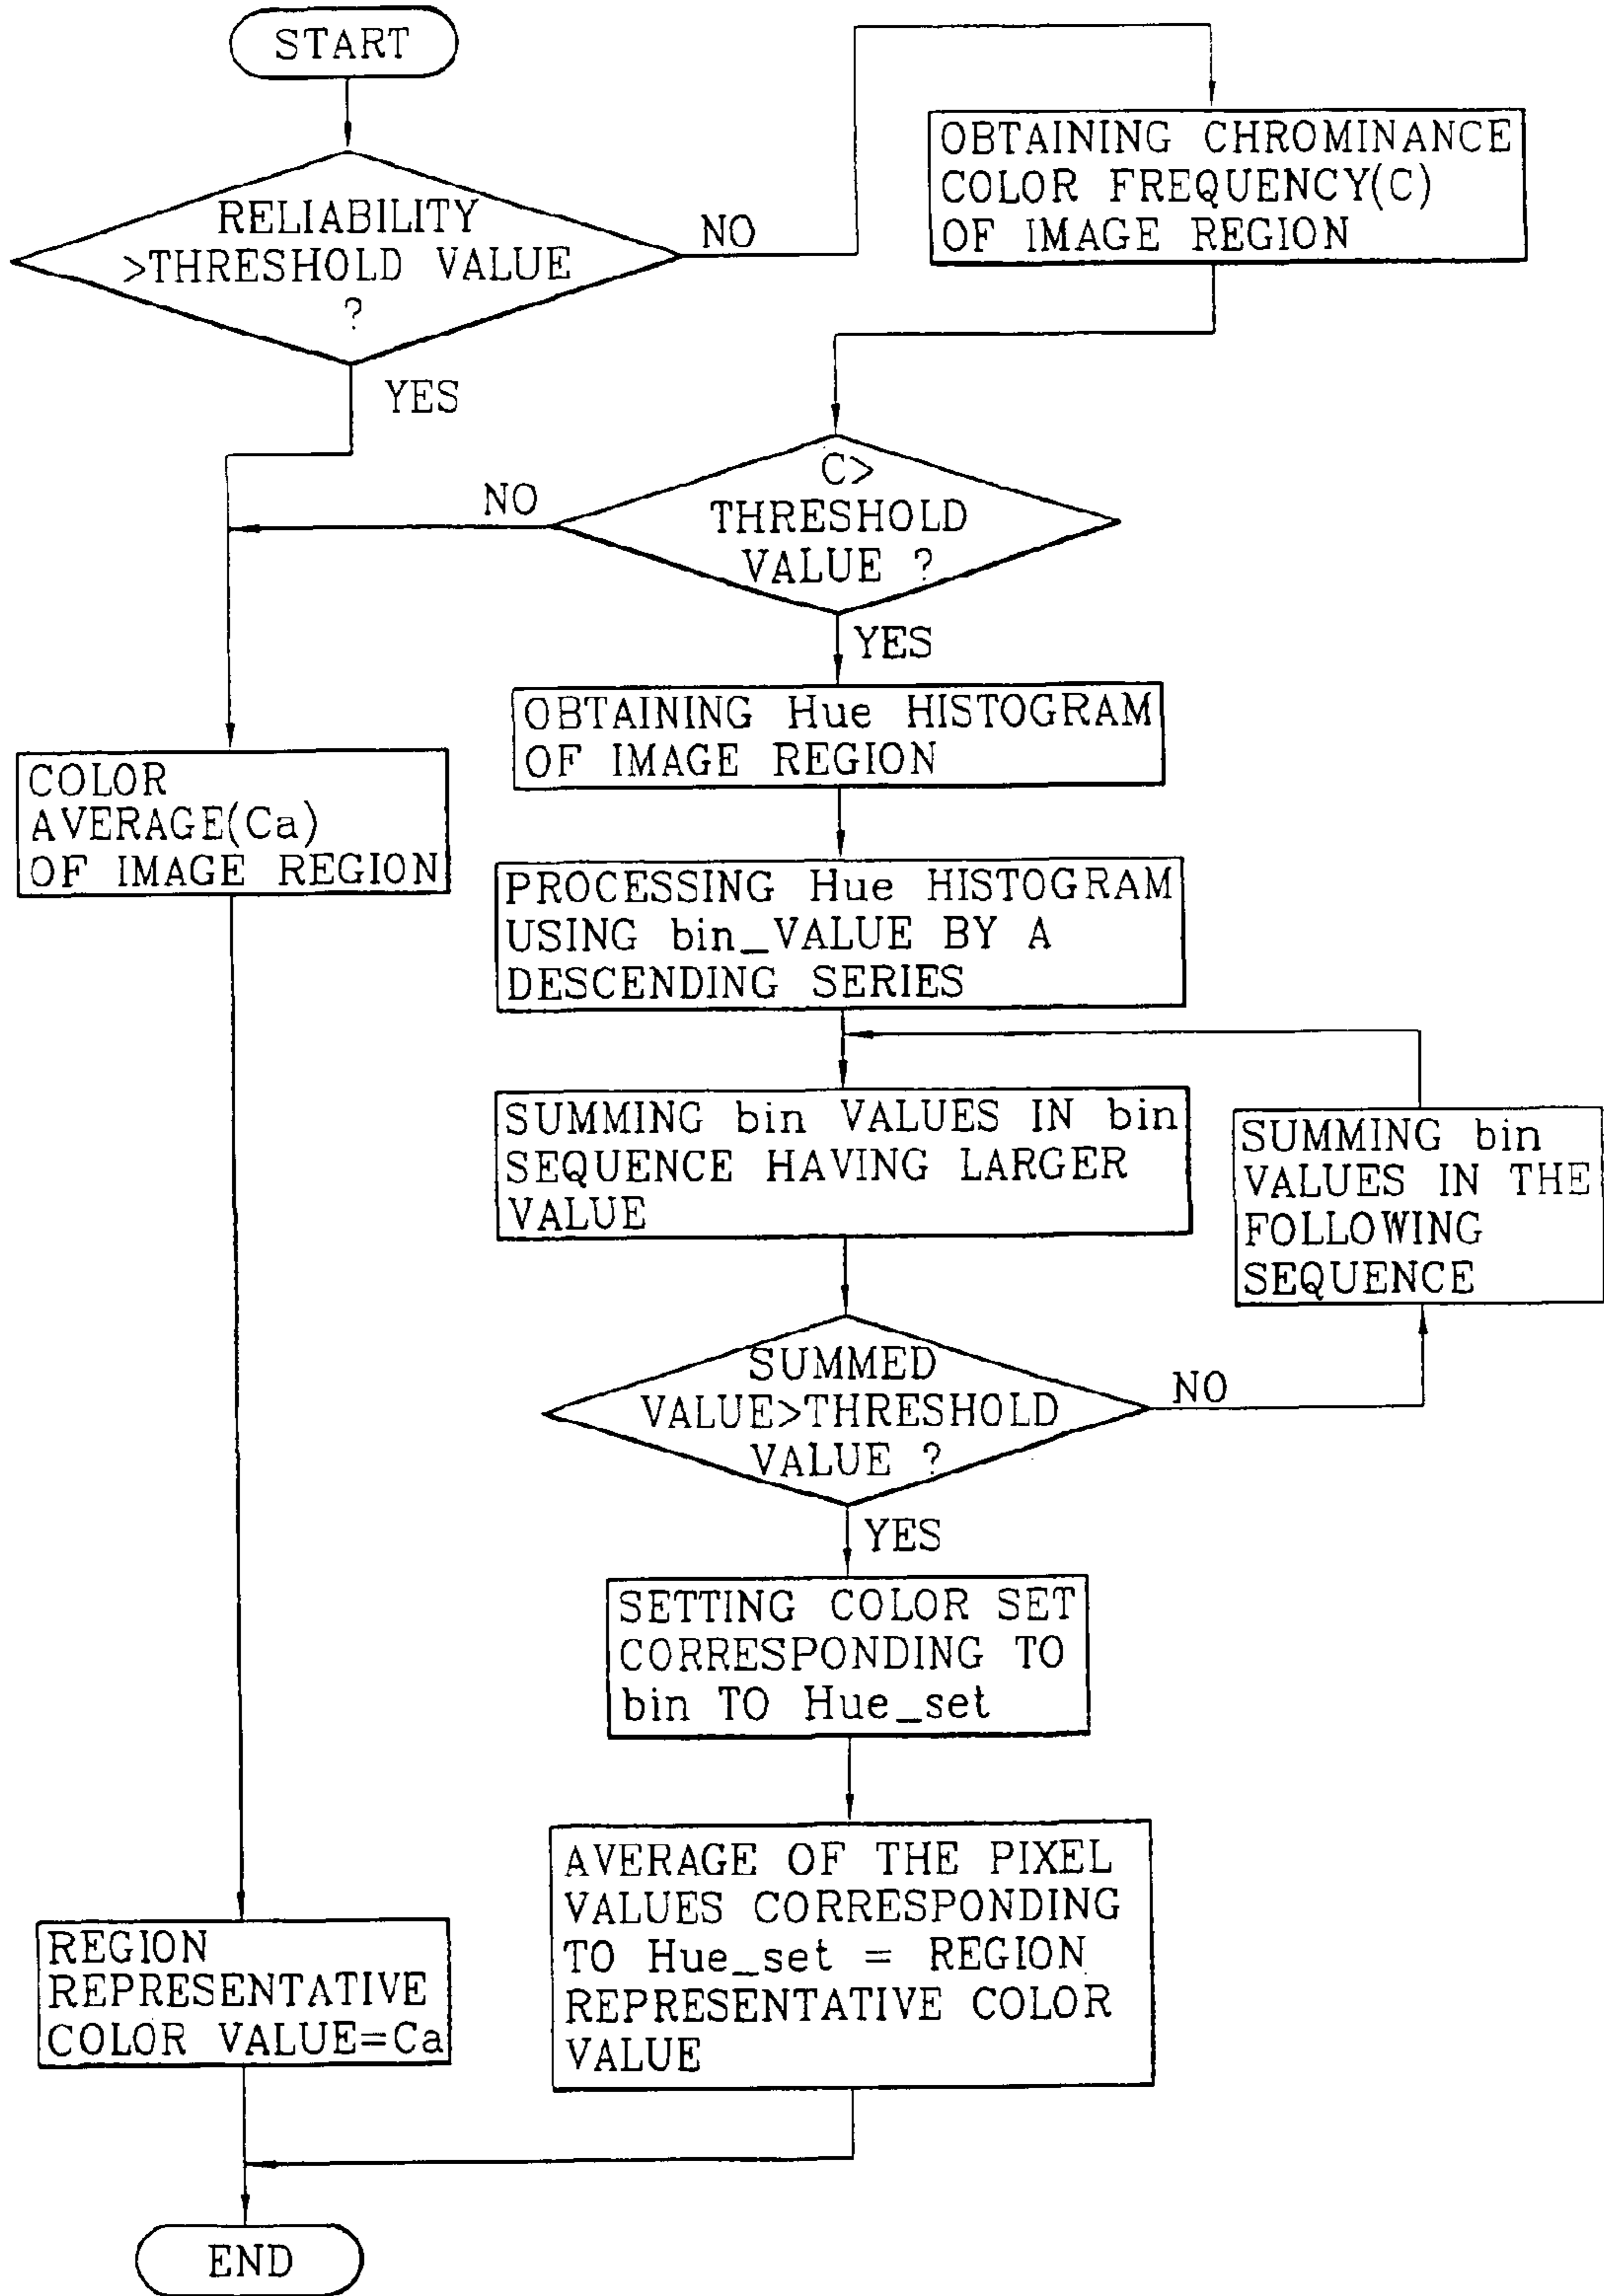 START
RELIABILITY
>THRESHOLD VALUE
?
NO
YES
OBTAINING CHROMINANCE
COLOR FREQUENCY(C)
OF IMAGE REGION
C>
THRESHOLD
VALUE ?
NO
YES
COLOR
AVERAGE(Ca)
OF IMAGE REGION
OBTAINING Hue HISTOGRAM
OF IMAGE REGION
PROCESSING Hue HISTOGRAM
USING bin_VALUE BY A
DESCENDING SERIES
SUMMING bin VALUES IN bin
SEQUENCE HAVING LARGER
VALUE
SUMMING bin
VALUES IN THE
FOLLOWING
SEQUENCE
SUMMED
VALUE>THRESHOLD
VALUE ?
NO
YES
SETTING COLOR SET
CORRESPONDING TO
bin TO Hue_set
AVERAGE OF THE PIXEL
VALUES CORRESPONDING
TO Hue_set = REGION
REPRESENTATIVE COLOR
VALUE
REGION
REPRESENTATIVE
COLOR VALUE=Ca
END